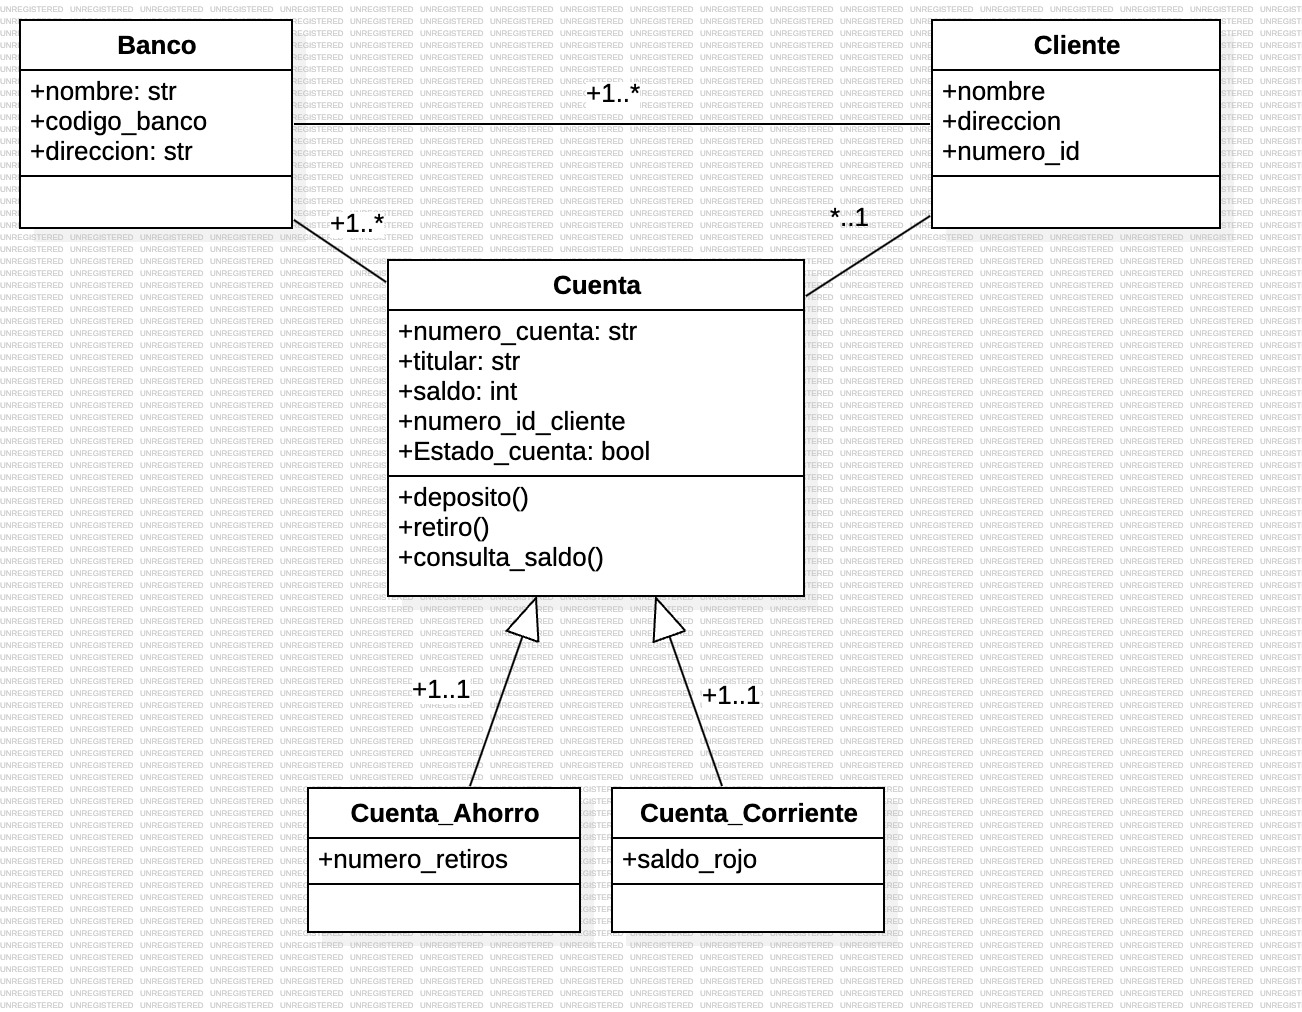 Banco
+nombre: str
+codigo_banco
+direccion: str
Cliente
+nombre
+direccion
+numero_id
+1..*
+1..*
*..1
Cuenta
+numero_cuenta: str
+titular: str
+saldo: int
+numero_id_cliente
+Estado_cuenta: bool
+deposito()
+retiro()
+consulta_saldo()
+1..1
+1..1
Cuenta_Ahorro
+numero_retiros
Cuenta_Corriente
+saldo_rojo
UNREGISTERED